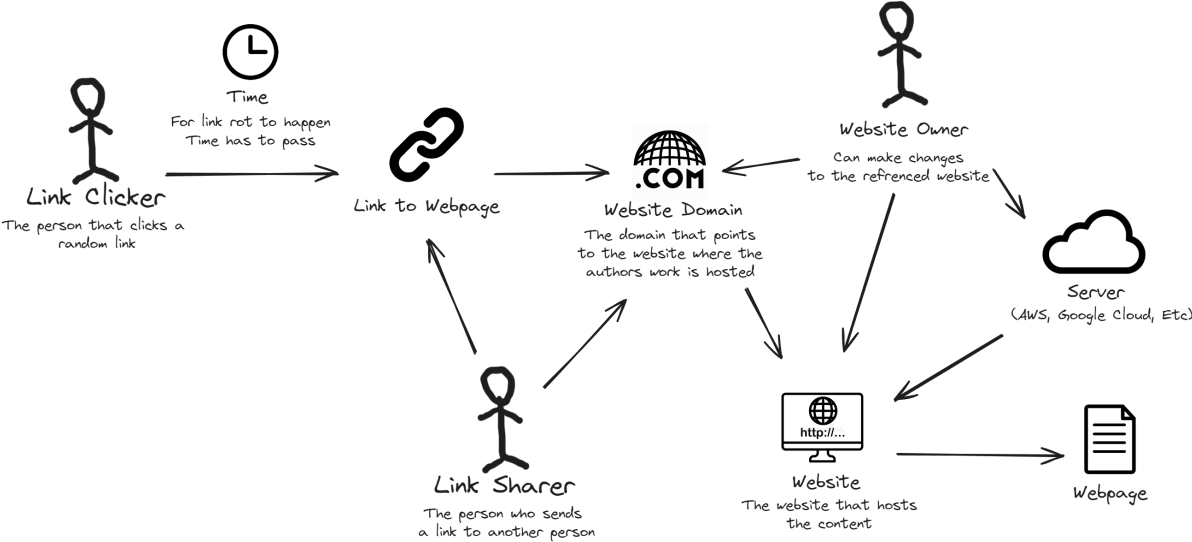 Time
For link rot to happen
Time has to pass
Link Clicker
The person that clicks a
random link
Link to Webpage
.COM
Website Domain
The domain that points
to the website where the
authors work is hosted
Website Owner
Can make changes
to the refrenced website
Server
(AWS, Google Cloud, Etc)
Link Sharer
The person who sends
a link to another person
http://...
Website
The website that hosts
the content
Webpage